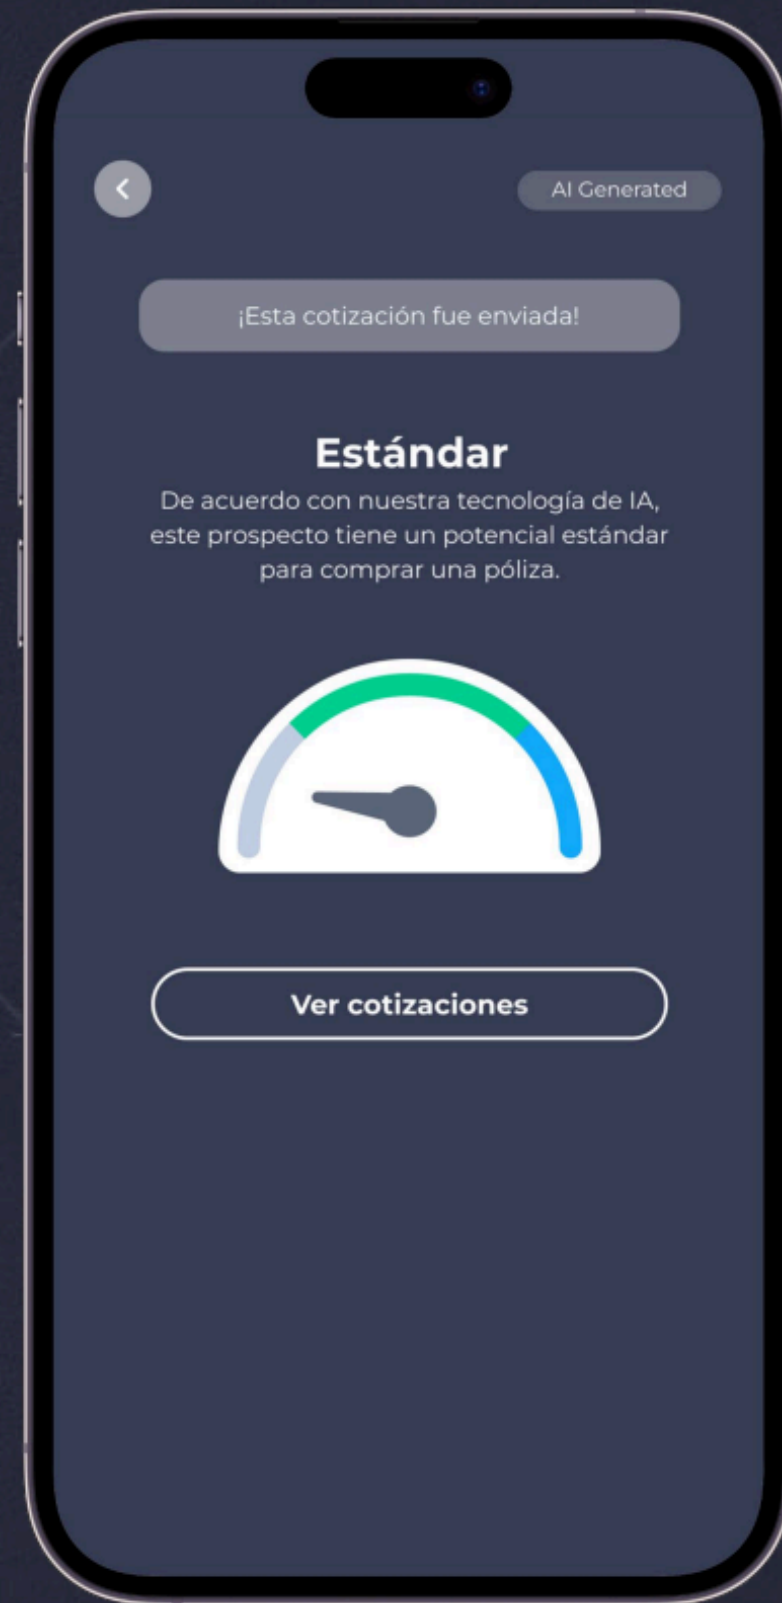 AI Generated
¡Esta cotización fue enviada!
Estándar
De acuerdo con nuestra tecnología de IA,
este prospecto tiene un potencial estándar
para comprar una póliza.
Ver cotizaciones